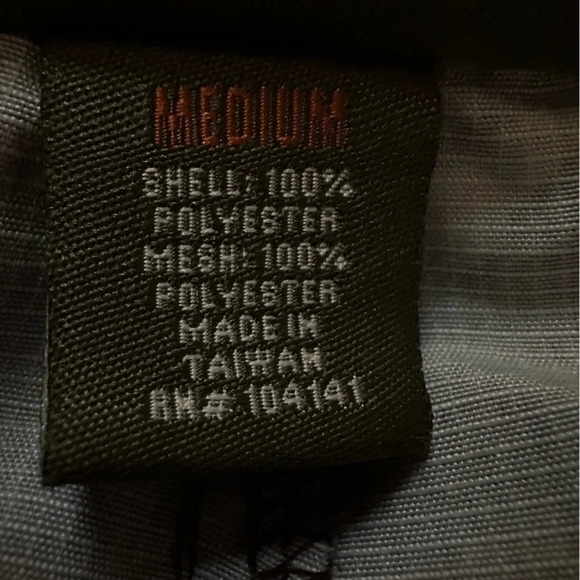 MEDIUM
SHELL: 100%
POLYESTER
MESH: 100%
POLYESTER
MADE IN
TAIWAN
RN# 104141